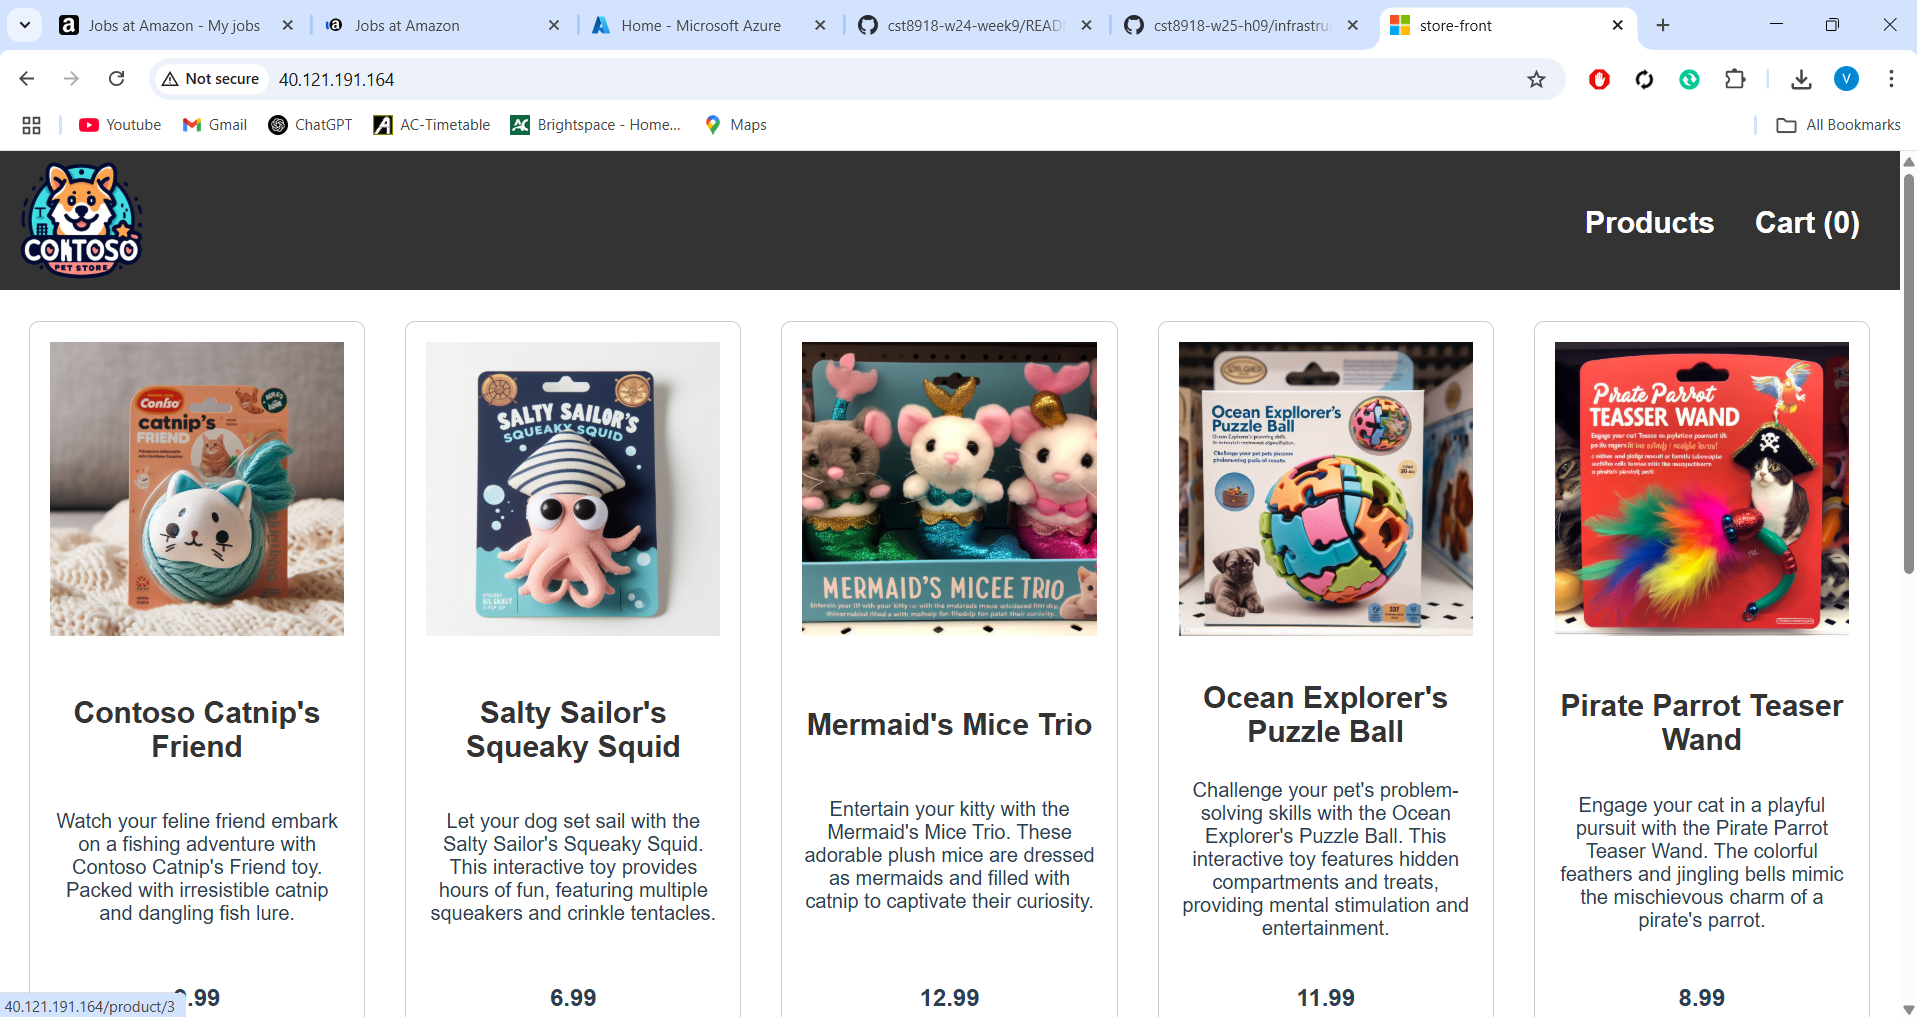 Jobs at Amazon - My jobs
Jobs at Amazon
Home - Microsoft Azure
cst8918-w24-week9/READ
cst8918-w25-h09/infrastru
store-front
Not secure
40.121.191.164
V
Youtube
Gmail
ChatGPT
AC-Timetable
Brightspace - Home...
Maps
All Bookmarks
CONTOSO
PET STORE
Products
Cart (0)
Coniso
catnip's
FRIEND
SALTY SAILOR'S
SQUEAKY SQUID
MERMAID'S MICEE TRIO
Ocean Expllorer's
Puzzle Ball
Pirate Parrot
TEASSER WAND
Contoso Catnip's
Friend
Salty Sailor's
Squeaky Squid
Mermaid's Mice Trio
Ocean Explorer's
Puzzle Ball
Pirate Parrot Teaser
Wand
Watch your feline friend embark
on a fishing adventure with
Contoso Catnip's Friend toy.
Packed with irresistible catnip
and dangling fish lure.
Let your dog set sail with the
Salty Sailor's Squeaky Squid.
This interactive toy provides
hours of fun, featuring multiple
squeakers and crinkle tentacles.
Entertain your kitty with the
Mermaid's Mice Trio. These
adorable plush mice are dressed
as mermaids and filled with
catnip to captivate their curiosity.
Challenge your pet's problem-
solving skills with the Ocean
Explorer's Puzzle Ball. This
interactive toy features hidden
compartments and treats,
providing mental stimulation and
entertainment.
Engage your cat in a playful
pursuit with the Pirate Parrot
Teaser Wand. The colorful
feathers and jingling bells mimic
the mischievous charm of a
pirate's parrot.
.99
6.99
12.99
11.99
8.99
40.121.191.164/product/3